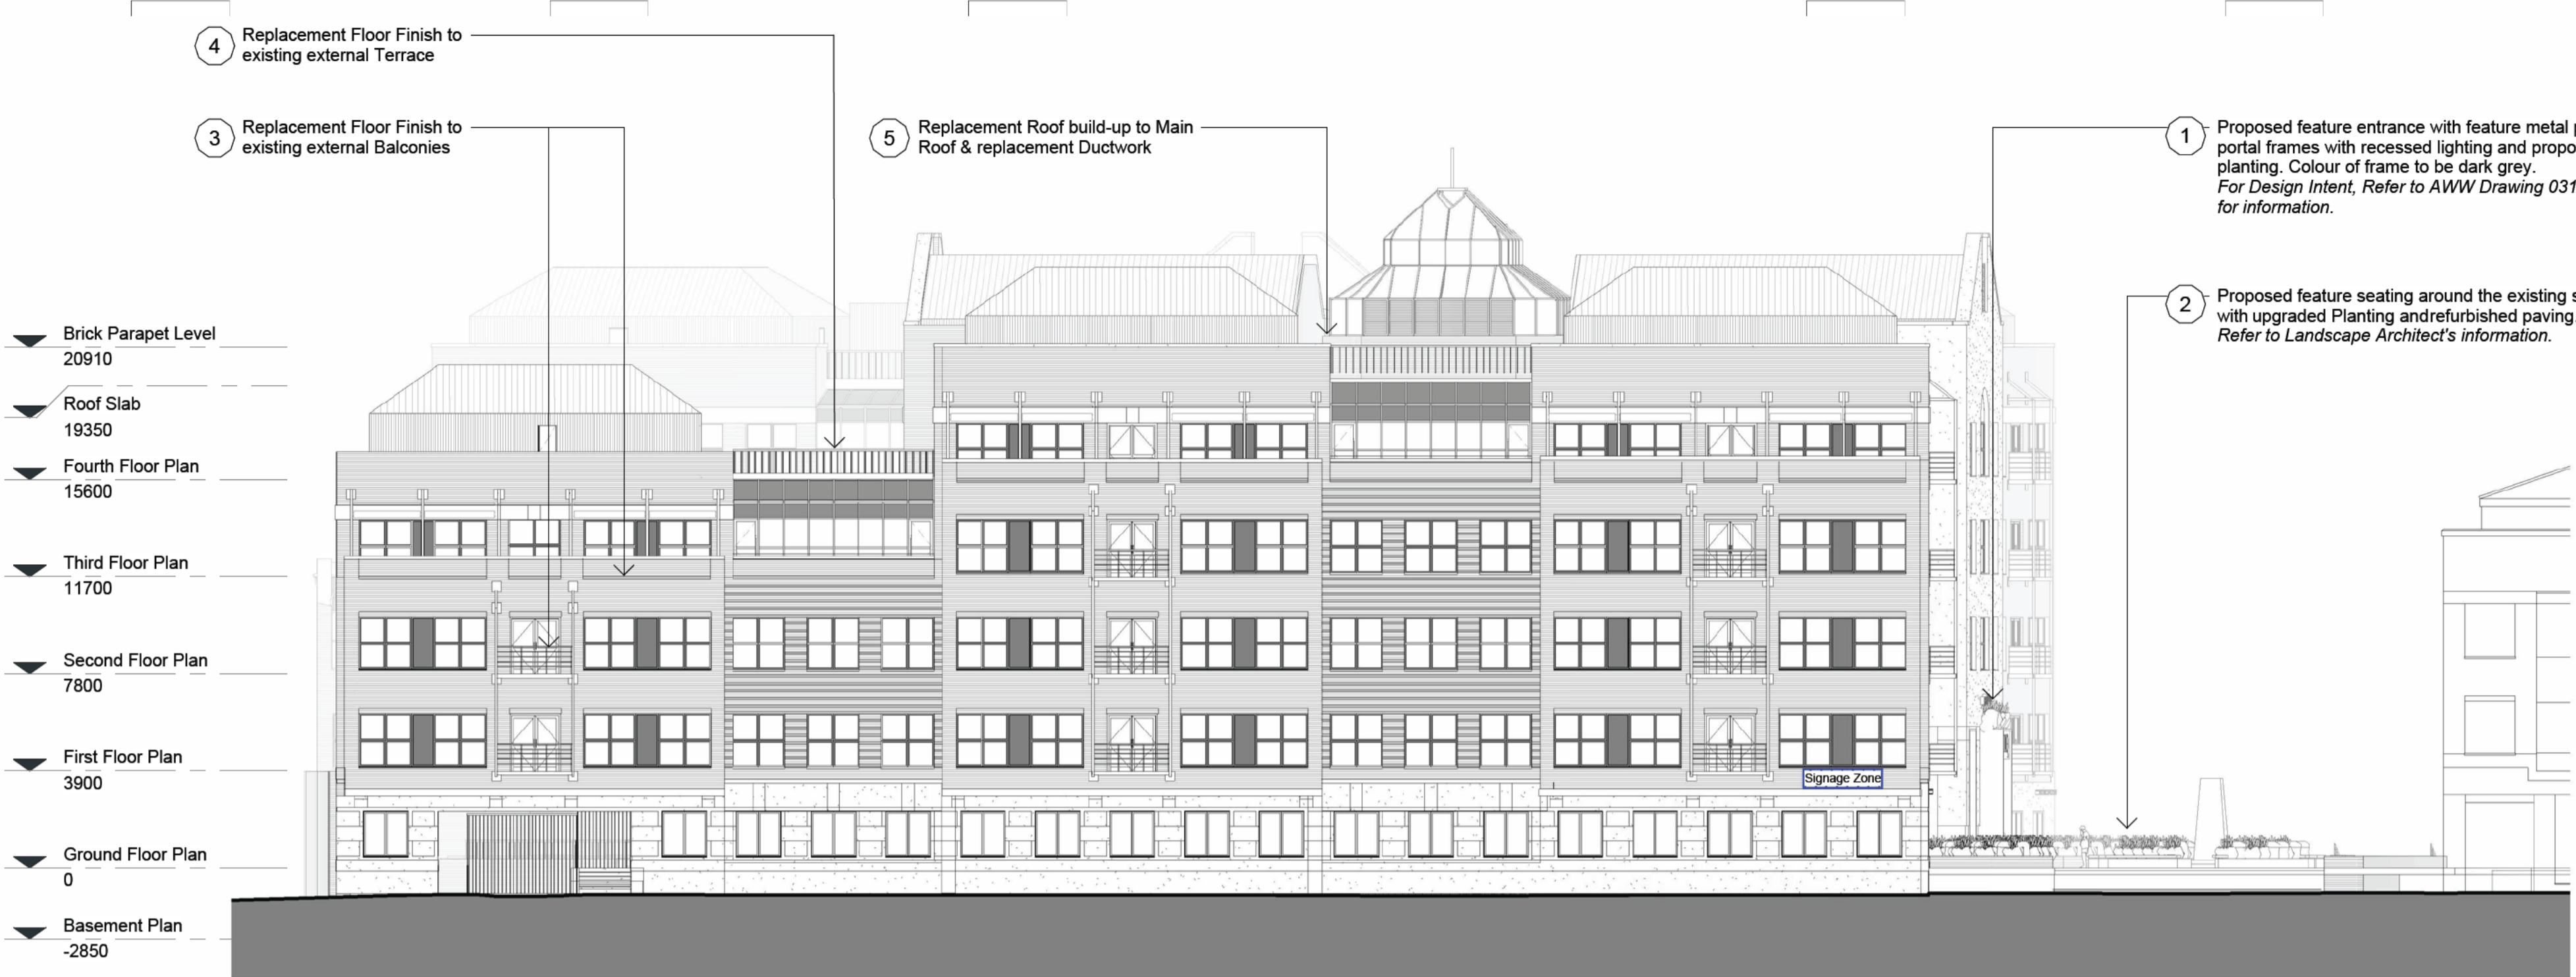 4
Replacement Floor Finish to
existing external Terrace
3
Replacement Floor Finish to
existing external Balconies
5
Replacement Roof build-up to Main
Roof & replacement Ductwork
1
Proposed feature entrance with feature metal
portal frames with recessed lighting and propo
planting. Colour of frame to be dark grey.
For Design Intent, Refer to AWW Drawing 031
for information.
2
Proposed feature seating around the existing s
with upgraded Planting andrefurbished paving
Refer to Landscape Architect's information.
Brick Parapet Level
20910
Roof Slab
19350
Fourth Floor Plan
15600
Third Floor Plan
11700
Second Floor Plan
7800
First Floor Plan
3900
Signage Zone
Ground Floor Plan
0
Basement Plan
-2850